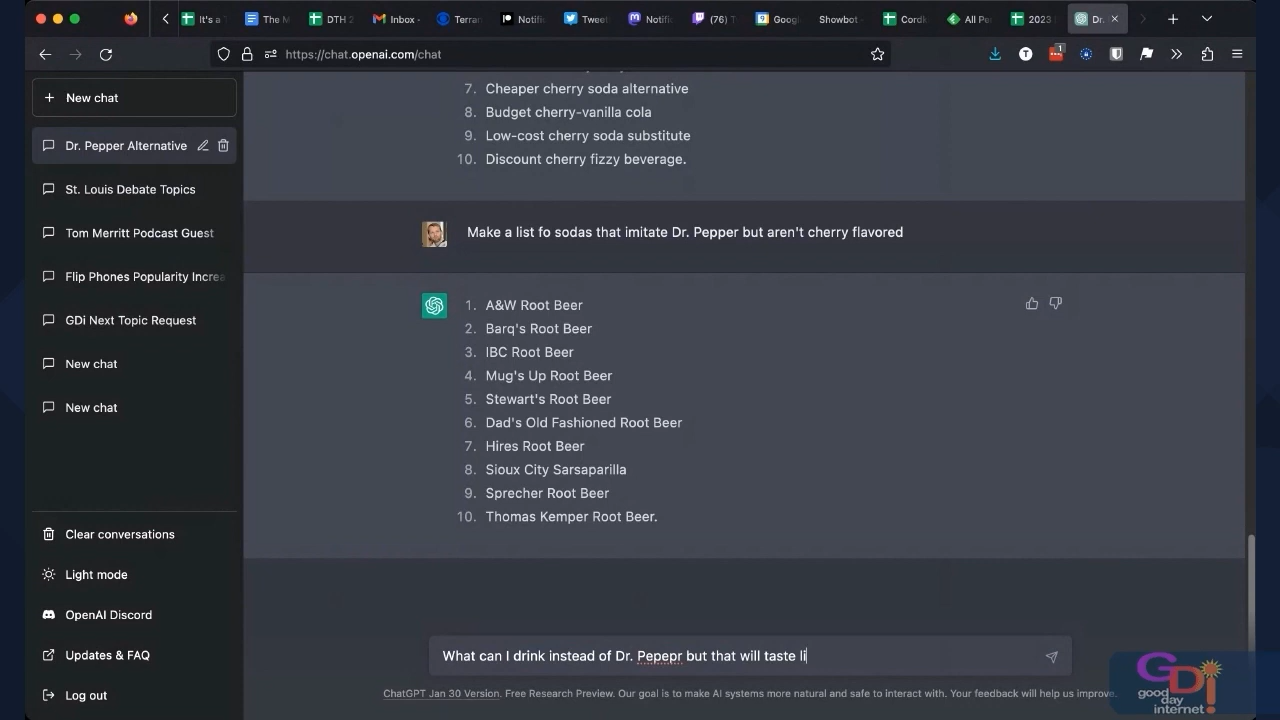 It's a
The M
DTH 2
Inbox -
Terran
Notific
Tweet
Notific
(76) T
Googl
Showbot -
Cordk
All Pe
2023
Dr.
https://chat.openai.com/chat
1
T
New chat
Dr. Pepper Alternative
St. Louis Debate Topics
Tom Merritt Podcast Guest
Flip Phones Popularity Increa
GDi Next Topic Request
New chat
New chat
Clear conversations
Light mode
OpenAI Discord
Updates & FAQ
Log out
7. Cheaper cherry soda alternative
8. Budget cherry-vanilla cola
9. Low-cost cherry soda substitute
10. Discount cherry fizzy beverage.
Make a list fo sodas that imitate Dr. Pepper but aren't cherry flavored
1. A&W Root Beer
2. Barq's Root Beer
3. IBC Root Beer
4. Mug's Up Root Beer
5. Stewart's Root Beer
6. Dad's Old Fashioned Root Beer
7. Hires Root Beer
8. Sioux City Sarsaparilla
9. Sprecher Root Beer
10. Thomas Kemper Root Beer.
What can I drink instead of Dr. Pepepr but that will taste li
ChatGPT Jan 30 Version. Free Research Preview. Our goal is to make AI systems more natural and safe to interact with. Your feedback will help us improve.
GDi
good
day
internet!